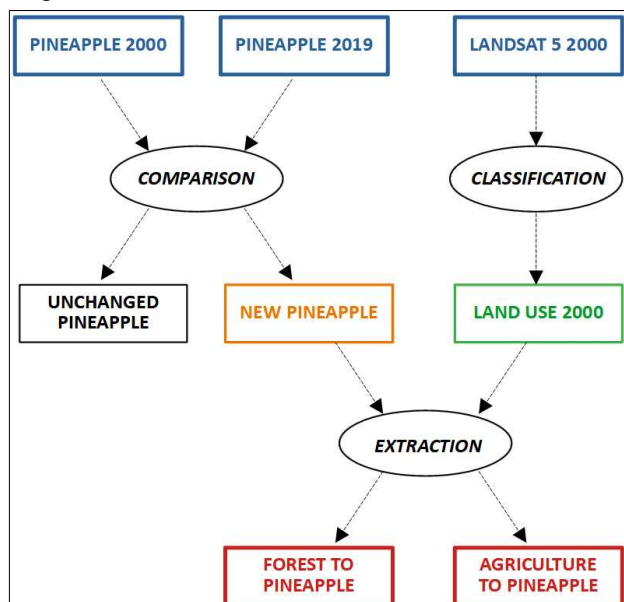 PINEAPPLE 2000
PINEAPPLE 2019
LANDSAT 5 2000
COMPARISON
CLASSIFICATION
UNCHANGED
PINEAPPLE
NEW PINEAPPLE
LAND USE 2000
EXTRACTION
FOREST TO
PINEAPPLE
AGRICULTURE
TO PINEAPPLE